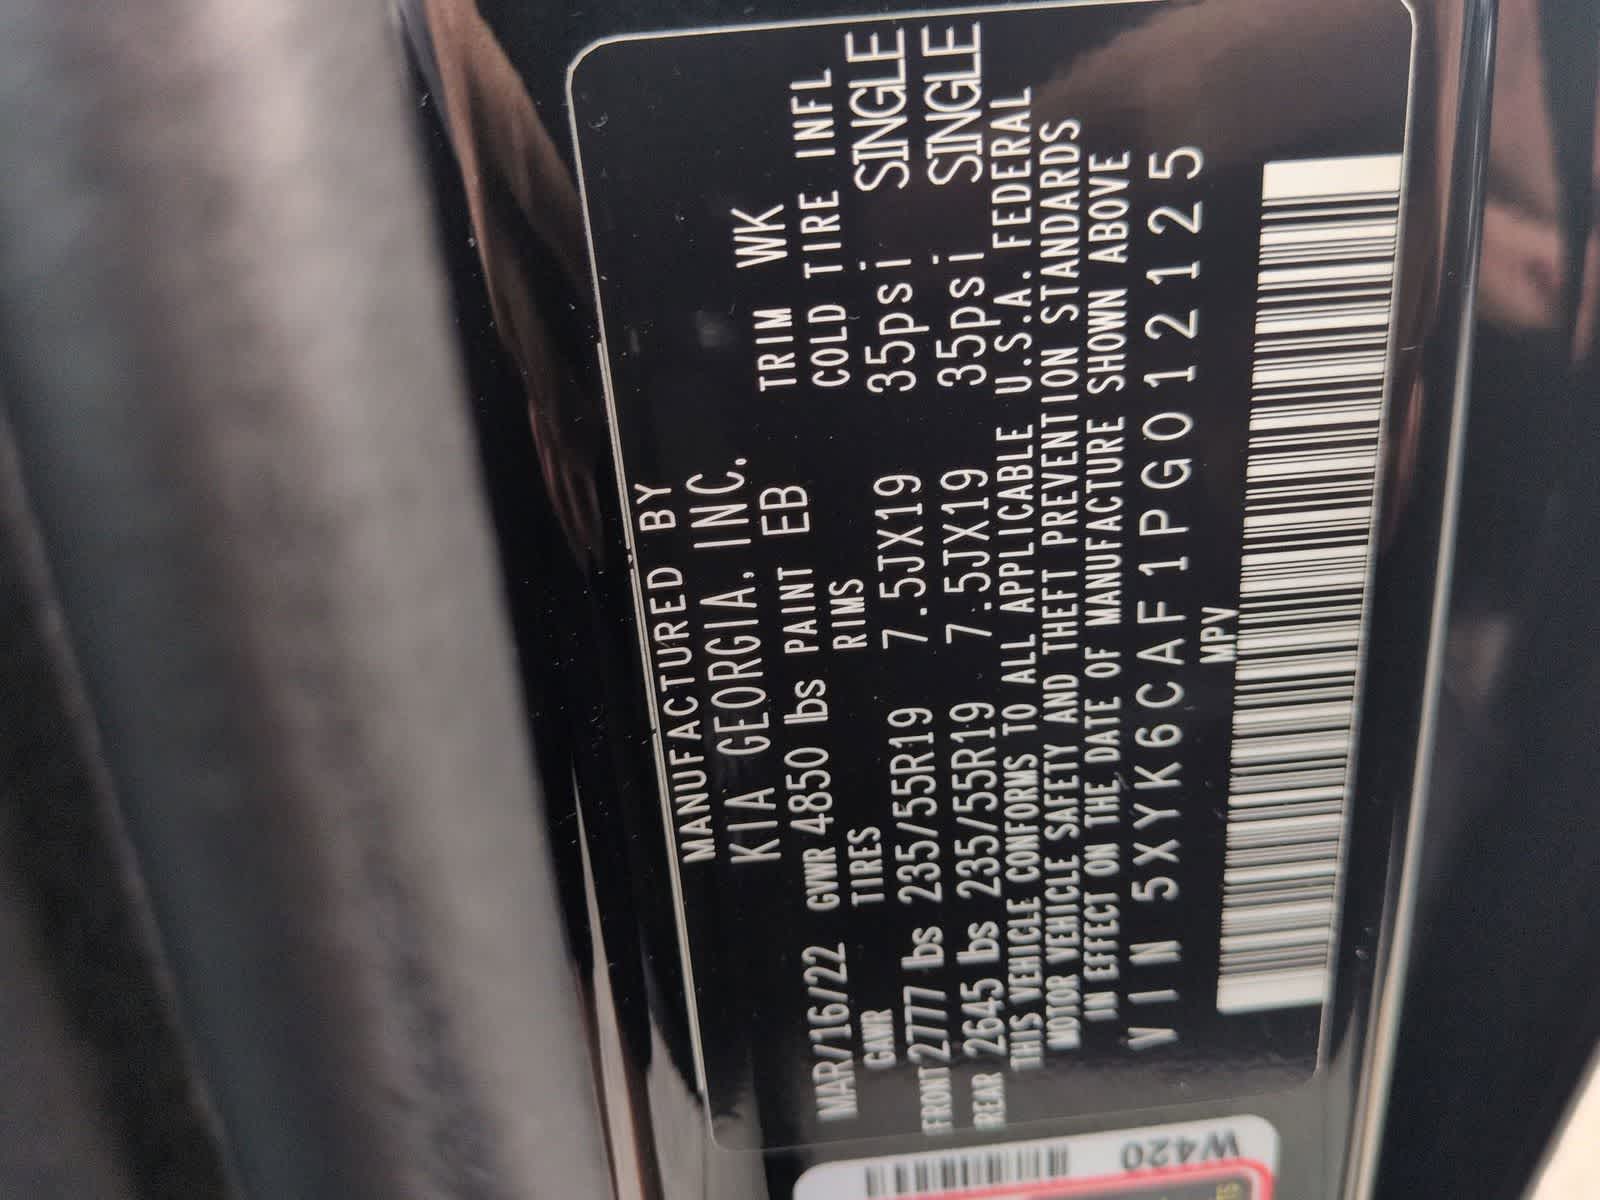 MANUFACTURED BY
KIA GEORGIA, INC.
MAR/16/22 GVWR 4850 lbs PAINT EB TRIM WK
GAWR TIRES RIMS COLD TIRE INFL
FRONT 2777 lbs 235/55R19 7.5JX19 35psi SINGLE
REAR 2645 lbs 235/55R19 7.5JX19 35psi SINGLE
THIS VEHICLE CONFORMS TO ALL APPLICABLE U.S.A. FEDERAL
MOTOR VEHICLE SAFETY AND THEFT PREVENTION STANDARDS
IN EFFECT ON THE DATE OF MANUFACTURE SHOWN ABOVE
VIN 5XYK6CAF1PG012125
MPV
W420